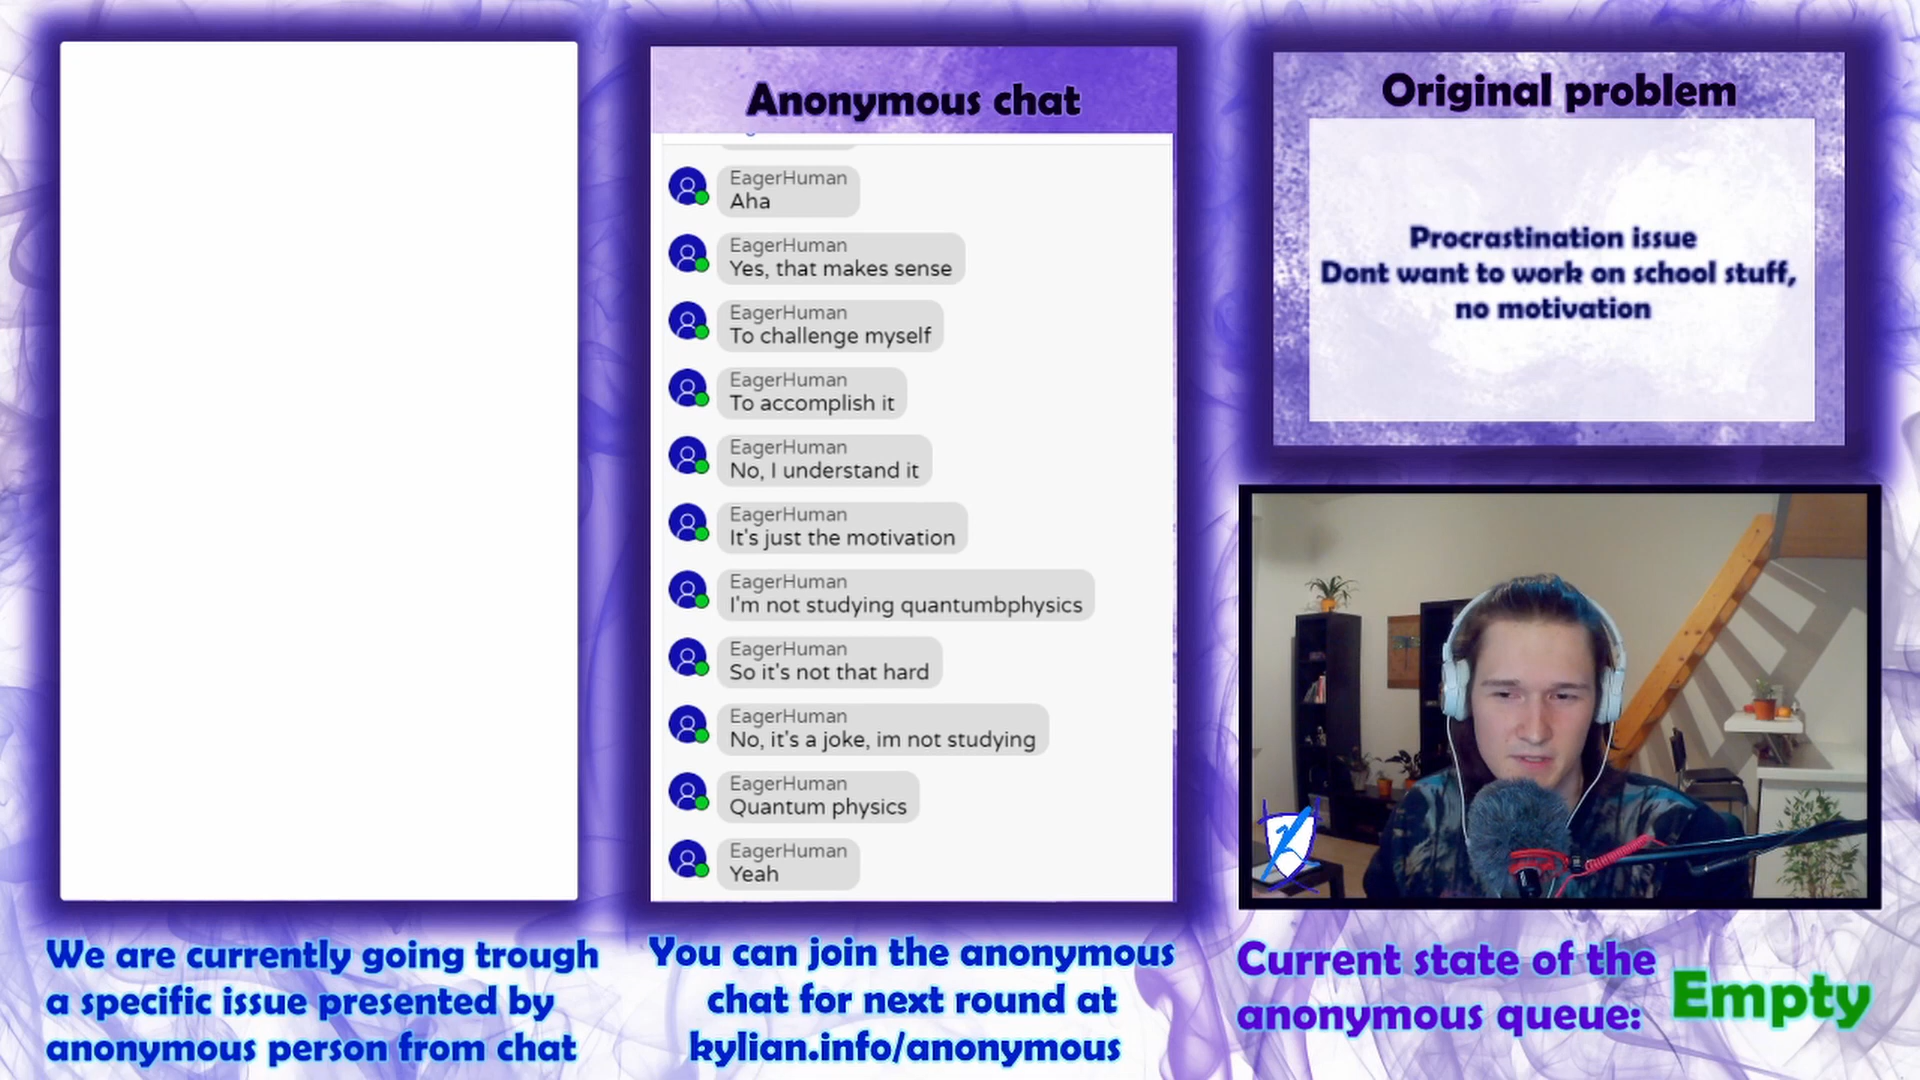 Anonymous chat
EagerHuman
Aha
EagerHuman
Yes, that makes sense
EagerHuman
To challenge myself
EagerHuman
To accomplish it
EagerHuman
No, I understand it
EagerHuman
It's just the motivation
EagerHuman
I'm not studying quantumbphysics
EagerHuman
So it's not that hard
EagerHuman
No, it's a joke, im not studying
EagerHuman
Quantum physics
EagerHuman
Yeah
Original problem
Procrastination issue
Dont want to work on school stuff,
no motivation
We are currently going trough
a specific issue presented by
anonymous person from chat
You can join the anonymous
chat for next round at
kylian.info/anonymous
Current state of the
anonymous queue:
Empty